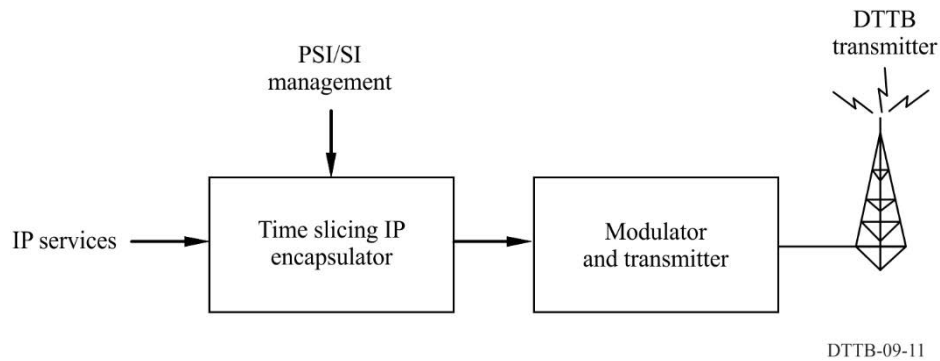 DTTB
transmitter
PSI/SI
management
IP services
Time slicing IP
encapsulator
Modulator
and transmitter
DTTB-09-11